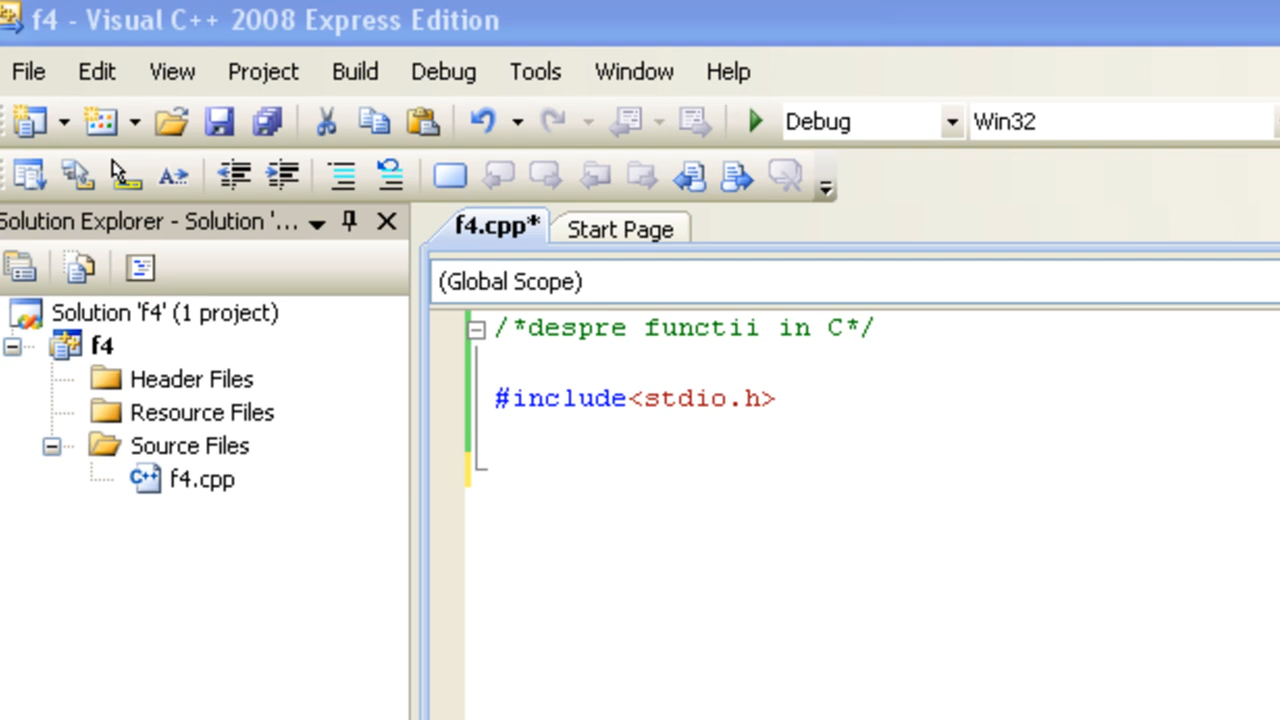 f4 - Visual C++ 2008 Express Edition
File Edit View Project Build Debug Tools Window Help
Debug Win32
Solution Explorer - Solution '...
f4.cpp* Start Page
(Global Scope)
Solution 'f4' (1 project)
f4
Header Files
Resource Files
Source Files
f4.cpp
/*despre functii in C*/
#include<stdio.h>